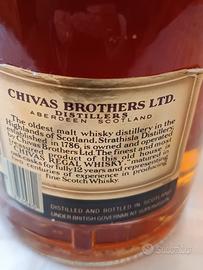 CHIVAS BROTHERS LTD.
DISTILLERS
ABERDEEN SCOTLAND
The oldest malt whisky distillery in the
Highlands of Scotland, Strathisla Distillery,
established in 1786, is owned and operated
by Chivas Brothers Ltd. The finest and most
product of this old house is
"CHIVAS REGAL WHISKY", matured
casks for fully 12 years and representing
centuries of experience in producing
fine Scotch Whisky.
DISTILLED AND BOTTLED IN SCOTLAND
UNDER BRITISH GOVERNMENT SUPERVISION
subito